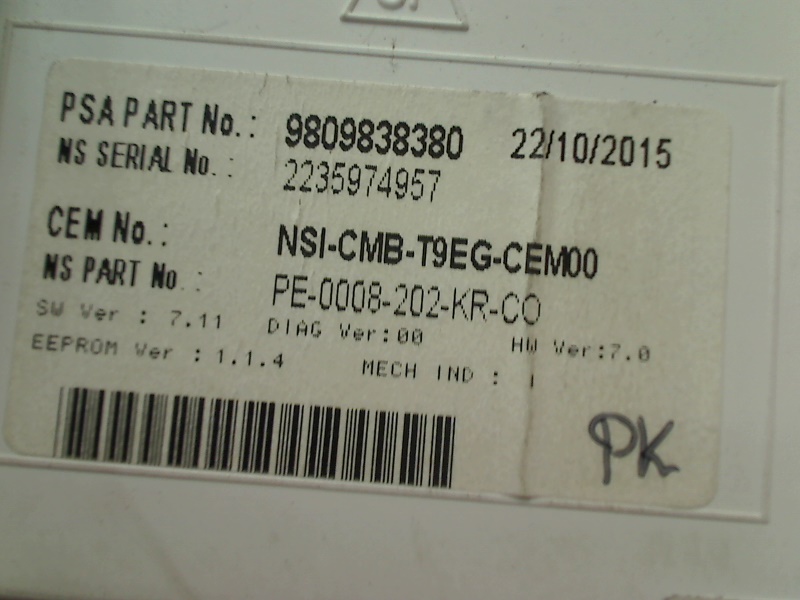 PSA PART No.: 9809838380 22/10/2015
NS SERIAL No.: 2235974957
CEM No.: NSI-CMB-T9EG-CEM00
NS PART No.: PE-0008-202-KR-CO
SW Ver : 7.11 DIAG Ver:00 HW Ver:7.0
EEPROM Ver : 1.1.4 MECH IND : I
PK